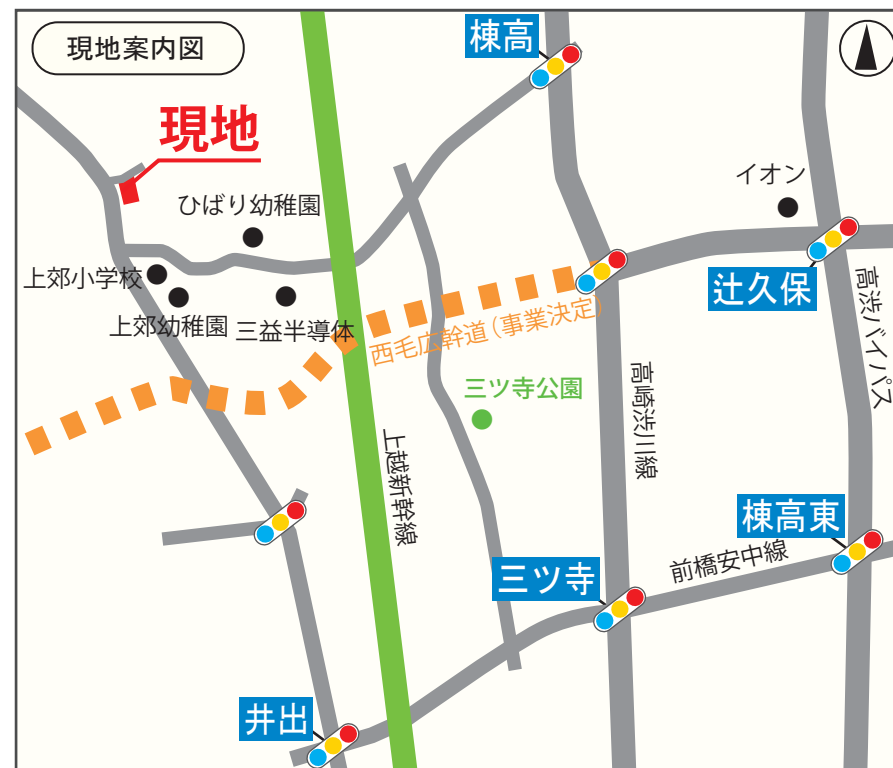 現地案内図
棟高
現地
イオン
ひばり幼稚園
上郊小学校
辻久保
上郊幼稚園
三益半導体
西毛広幹道(事業決定)
高渋バイパス
三ツ寺公園
高崎渋川線
上越新幹線
棟高東
前橋安中線
三ツ寺
井出